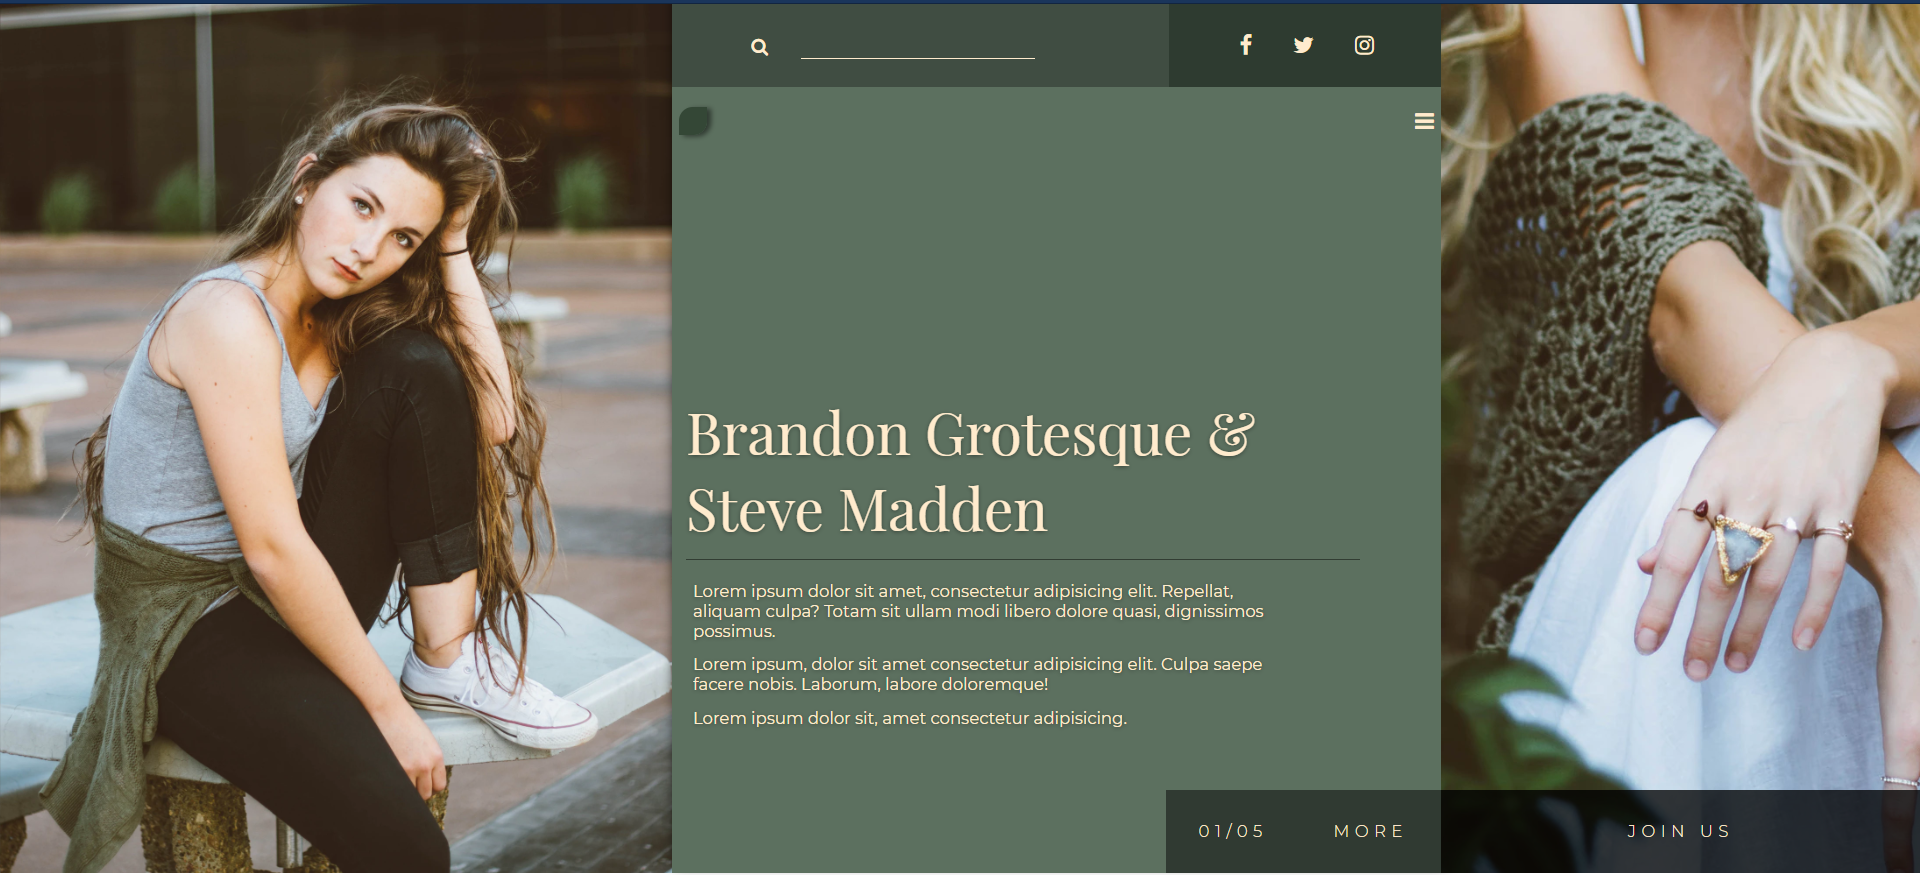 Brandon Grotesque &
Steve Madden
Lorem ipsum dolor sit amet, consectetur adipisicing elit. Repellat,
aliquam culpa? Totam sit ullam modi libero dolore quasi, dignissimos
possimus.
Lorem ipsum, dolor sit amet consectetur adipisicing elit. Culpa saepe
facere nobis. Laborum, labore doloremque!
Lorem ipsum dolor sit, amet consectetur adipisicing.
01/05 MORE JOIN US